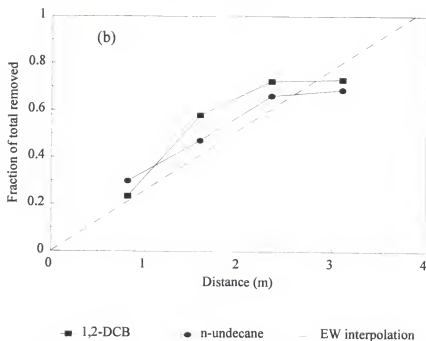 1
(b)
0.8
0.6
0.4
0.2
0
Fraction of total removed
0 1 2 3 4
Distance (m)
1,2-DCB n-undecane EW interpolation